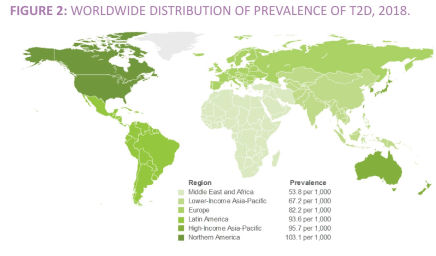 FIGURE 2: WORLDWIDE DISTRIBUTION OF PREVALENCE OF T2D, 2018.
Region Prevalence
Middle East and Africa 53.8 per 1,000
Lower-Income Asia-Pacific 67.2 per 1,000
Europe 82.2 per 1,000
Latin America 93.6 per 1,000
High-Income Asia-Pacific 95.7 per 1,000
Northern America 103.1 per 1,000